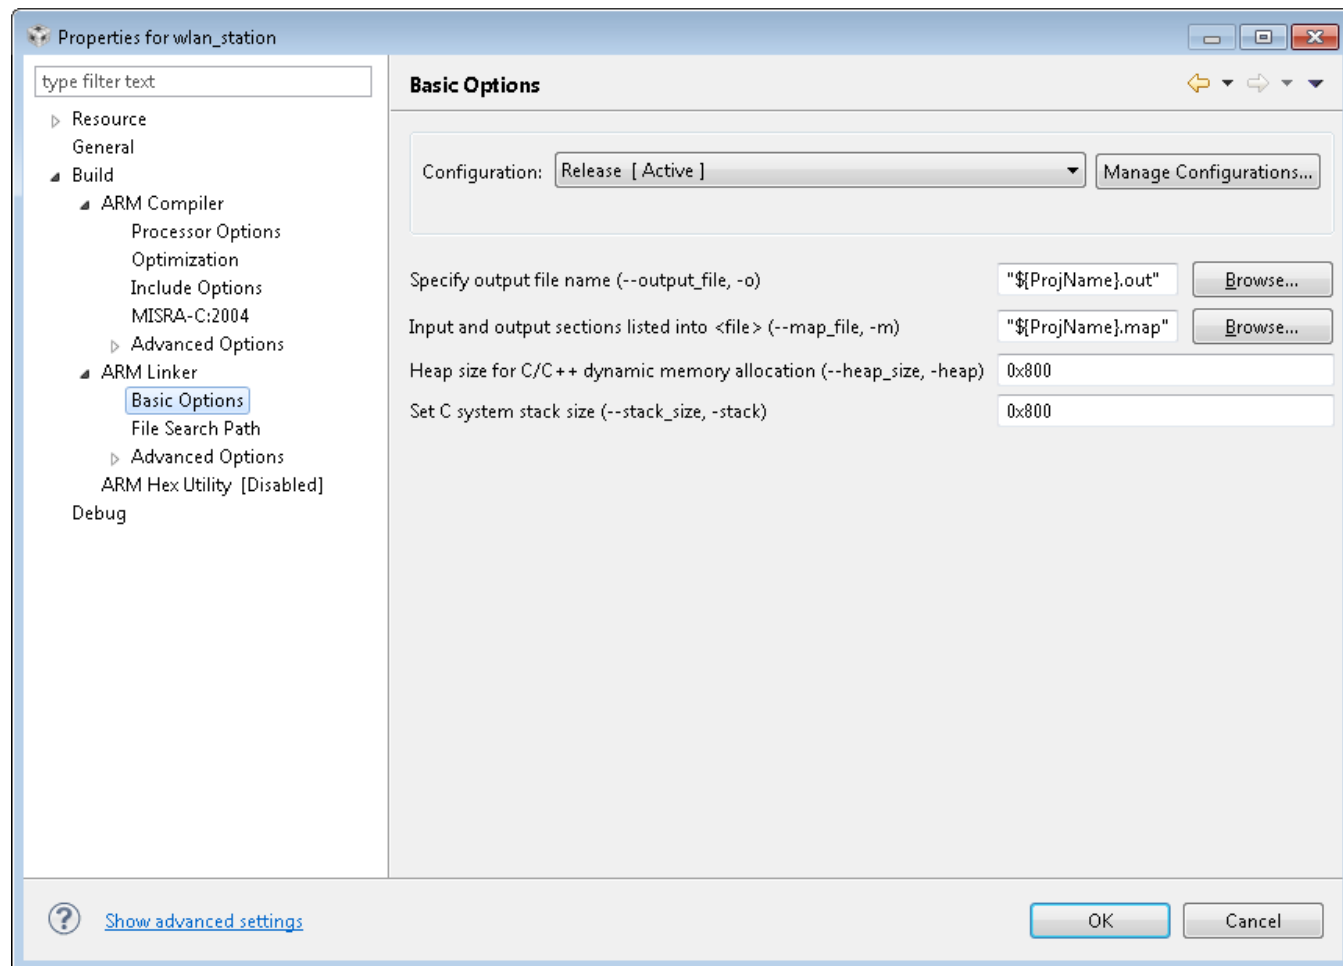 Properties for wlan_station
type filter text
Resource
General
Build
ARM Compiler
Processor Options
Optimization
Include Options
MISRA-C:2004
Advanced Options
ARM Linker
Basic Options
File Search Path
Advanced Options
ARM Hex Utility [Disabled]
Debug
Basic Options
Configuration: Release [ Active ] Manage Configurations...
Specify output file name (--output_file, -o) "${ProjName}.out" Browse...
Input and output sections listed into <file> (--map_file, -m) "${ProjName}.map" Browse...
Heap size for C/C++ dynamic memory allocation (--heap_size, -heap) 0x800
Set C system stack size (--stack_size, -stack) 0x800
? Show advanced settings OK Cancel